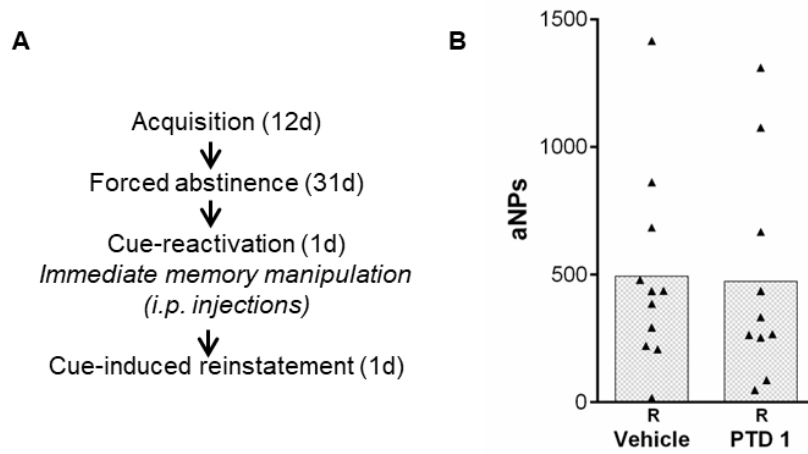 A
Acquisition (12d)
Forced abstinence (31d)
Cue-reactivation (1d)
Immediate memory manipulation
(i.p. injections)
Cue-induced reinstatement (1d)
B
aNPs
1500
1000
500
0
R R
Vehicle PTD 1